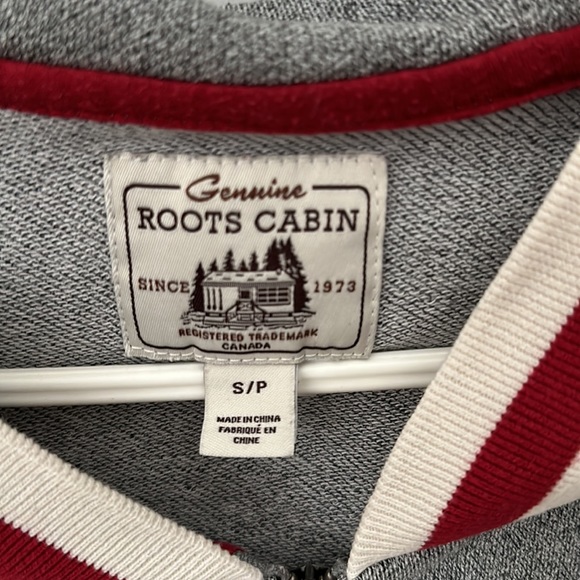 Genuine
ROOTS CABIN
SINCE 1973
REGISTERED TRADEMARK
CANADA
S/P
MADE IN CHINA
FABRIQUÉ EN
CHINE